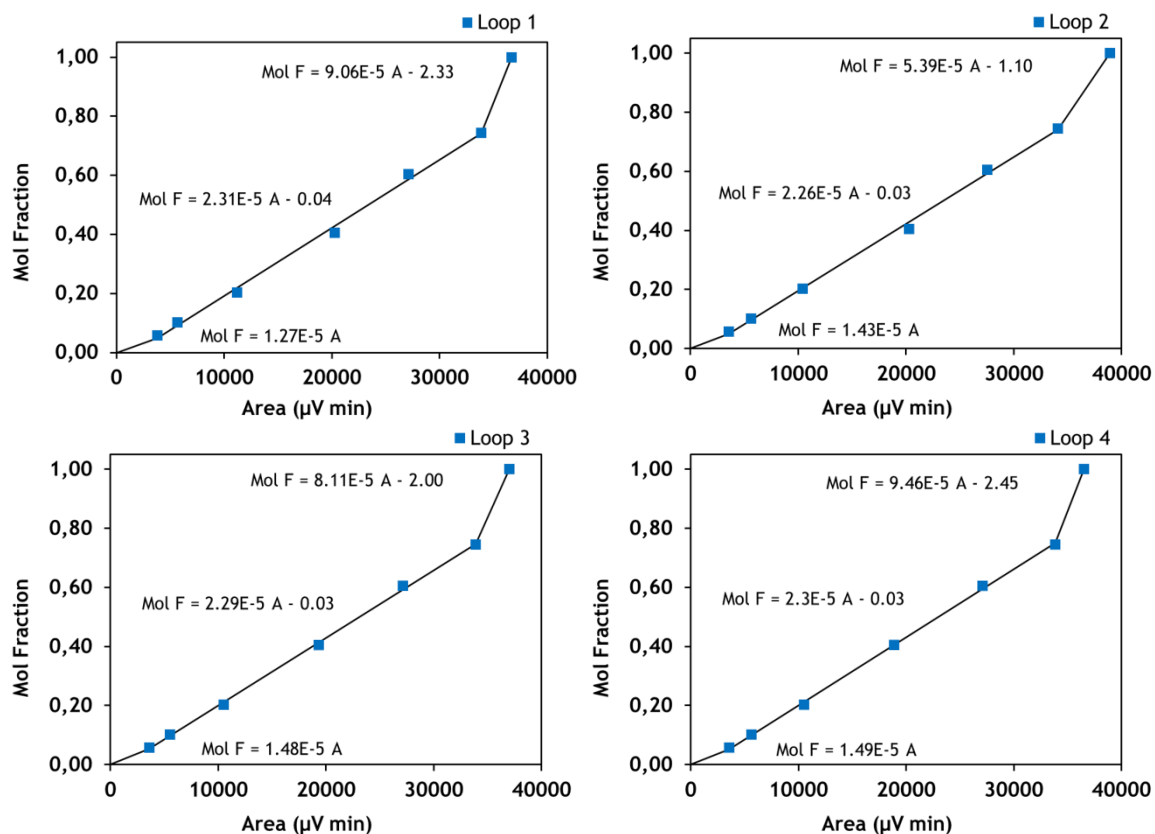 Loop 1
Mol F = 9.06E-5 A - 2.33
Mol F = 2.31E-5 A - 0.04
Mol F = 1.27E-5 A
Mol Fraction
1,00
0,80
0,60
0,40
0,20
0,00
0 10000 20000 30000 40000
Area (µV min)
Loop 2
Mol F = 5.39E-5 A - 1.10
Mol F = 2.26E-5 A - 0.03
Mol F = 1.43E-5 A
Mol Fraction
1,00
0,80
0,60
0,40
0,20
0,00
0 10000 20000 30000 40000
Area (µV min)
Loop 3
Mol F = 8.11E-5 A - 2.00
Mol F = 2.29E-5 A - 0.03
Mol F = 1.48E-5 A
Mol Fraction
1,00
0,80
0,60
0,40
0,20
0,00
0 10000 20000 30000 40000
Area (µV min)
Loop 4
Mol F = 9.46E-5 A - 2.45
Mol F = 2.3E-5 A - 0.03
Mol F = 1.49E-5 A
Mol Fraction
1,00
0,80
0,60
0,40
0,20
0,00
0 10000 20000 30000 40000
Area (µV min)